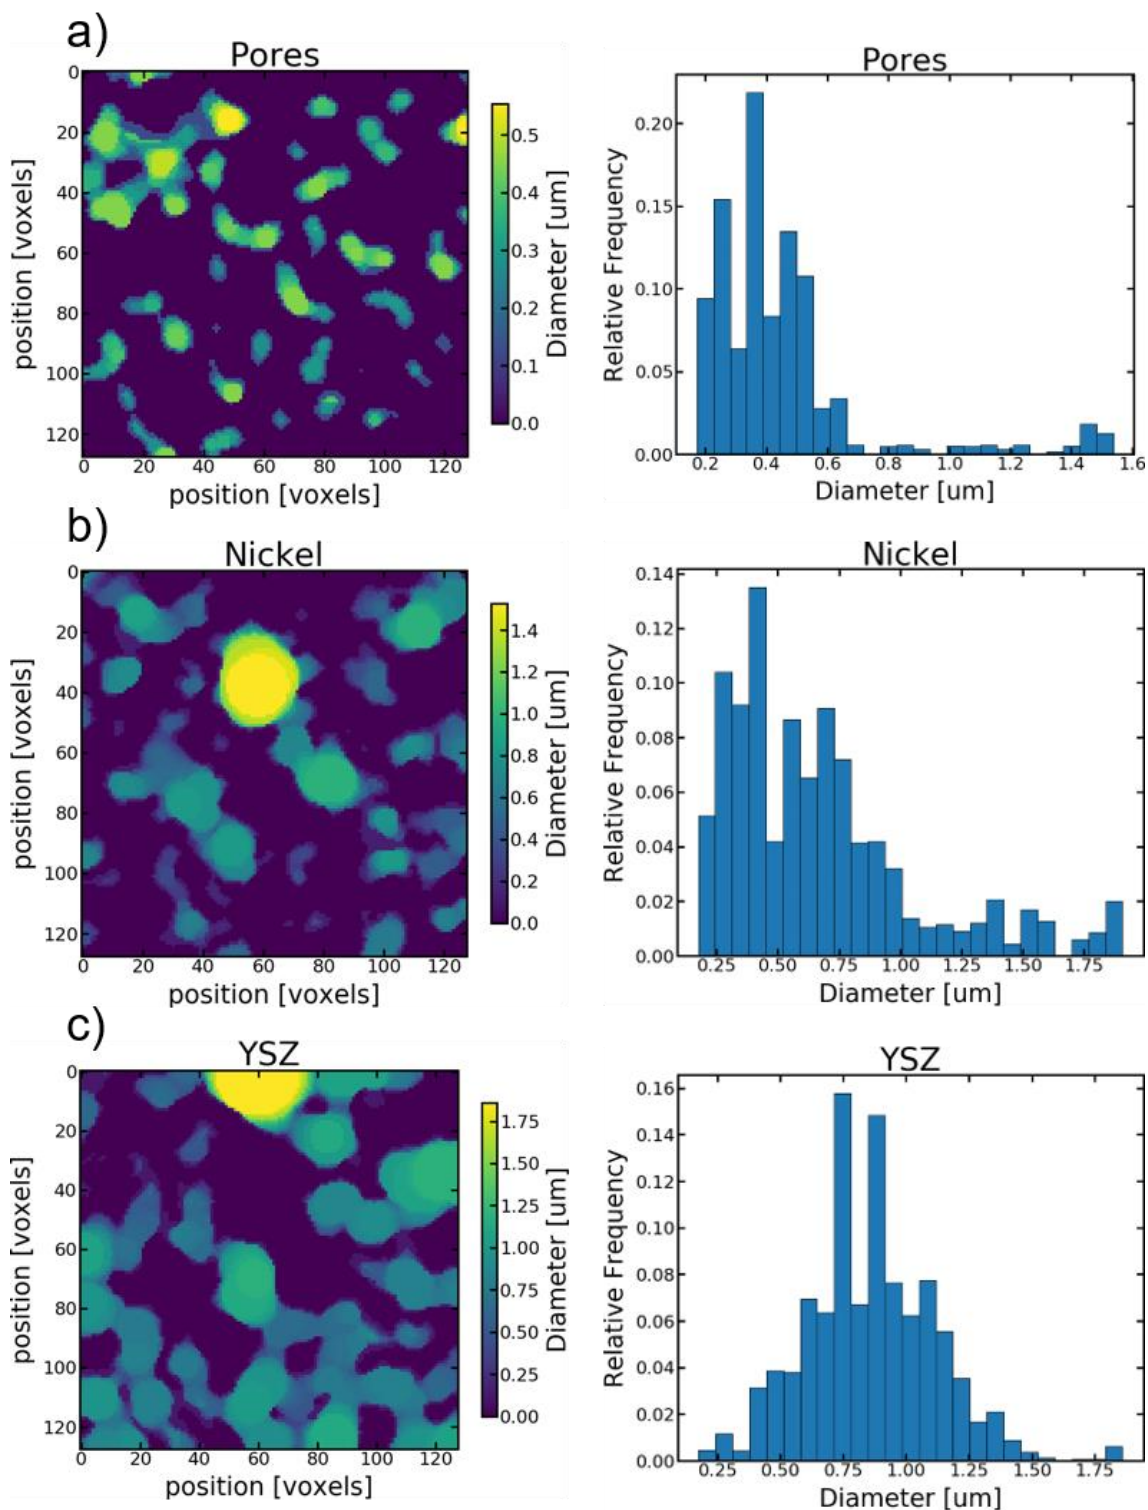 a)
Pores
0
20
40
60
80
100
120
position [voxels]
0 20 40 60 80 100 120
position [voxels]
0.5
0.4
0.3
0.2
0.1
0.0
Diameter [um]
Pores
0.20
0.15
0.10
0.05
0.00
Relative Frequency
0.2 0.4 0.6 0.8 1.0 1.2 1.4 1.6
Diameter [um]
b)
Nickel
0
20
40
60
80
100
120
position [voxels]
0 20 40 60 80 100 120
position [voxels]
1.4
1.2
1.0
0.8
0.6
0.4
0.2
0.0
Diameter [um]
Nickel
0.14
0.12
0.10
0.08
0.06
0.04
0.02
0.00
Relative Frequency
0.25 0.50 0.75 1.00 1.25 1.50 1.75
Diameter [um]
c)
YSZ
0
20
40
60
80
100
120
position [voxels]
0 20 40 60 80 100 120
position [voxels]
1.75
1.50
1.25
1.00
0.75
0.50
0.25
0.00
Diameter [um]
YSZ
0.16
0.14
0.12
0.10
0.08
0.06
0.04
0.02
0.00
Relative Frequency
0.25 0.50 0.75 1.00 1.25 1.50 1.75
Diameter [um]